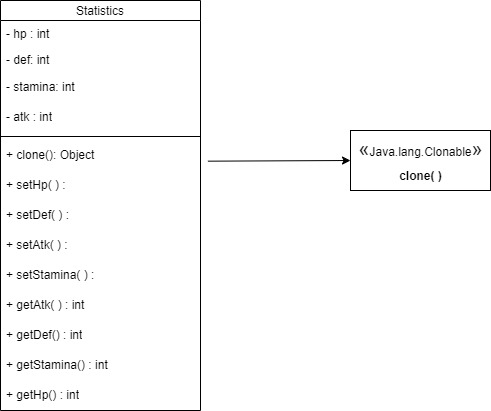 Statistics
- hp : int
- def: int
- stamina: int
- atk : int
+ clone(): Object
+ setHp( ) :
+ setDef( ) :
+ setAtk( ) :
+ setStamina( ) :
+ getAtk( ) : int
+ getDef() : int
+ getStamina() : int
+ getHp() : int
«Java.lang.Clonable»
clone( )